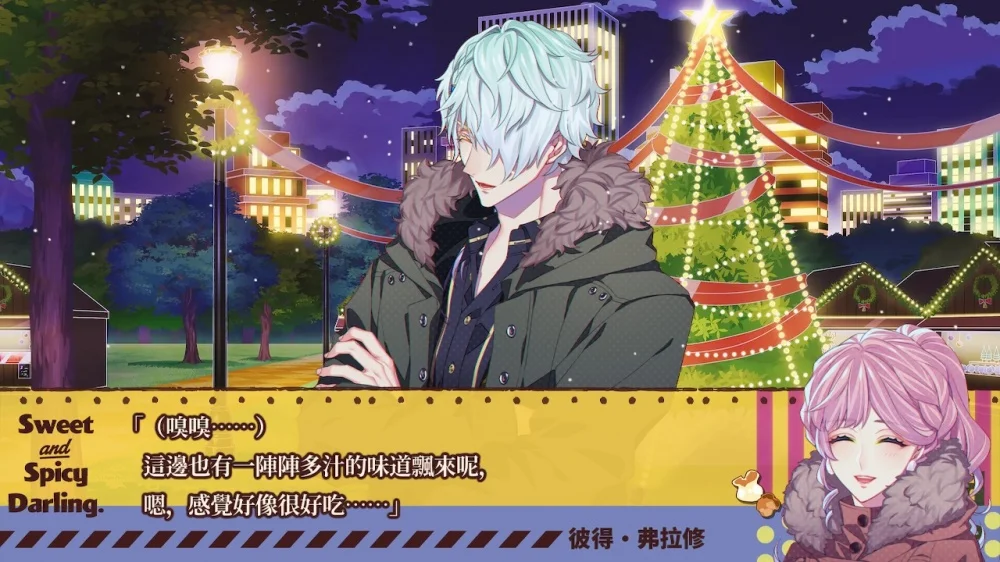 Sweet
and
Spicy
Darling.
「（嗅嗅⋯⋯）
這邊也有一陣陣多汁的味道飄來呢，
嗯，感覺好像很好吃⋯⋯」
彼得・弗拉修